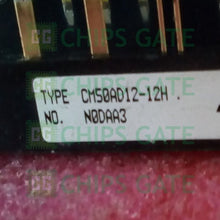 CHIPS GATE
TYPE CM50AD12-12H .
NO. N0DAA3
CHIPS GATE